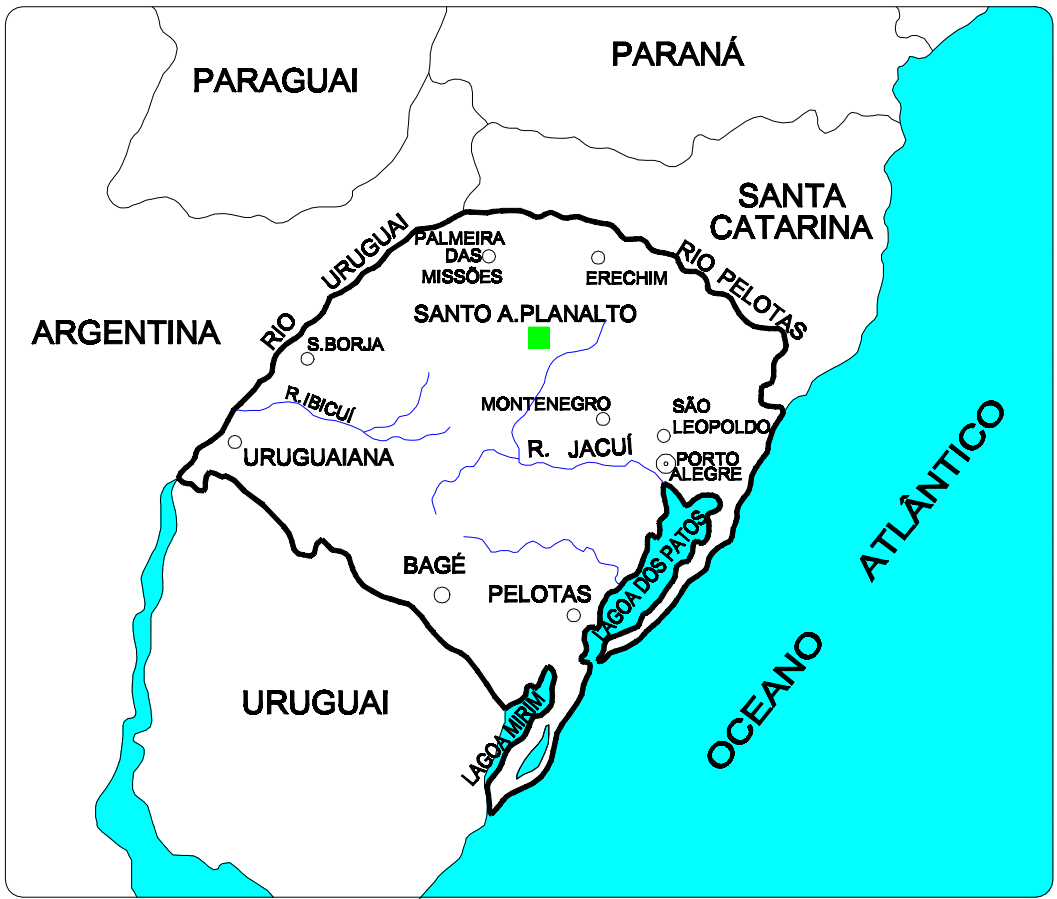 PARANÁ
PARAGUAI
SANTA
CATARINA
RIO URUGUAI
PALMEIRA
DAS
MISSÕES
ERECHIM
RIO PELOTAS
SANTO A.PLANALTO
ARGENTINA
S.BORJA
R.IBICUÍ
MONTENEGRO
SÃO
LEOPOLDO
URUGUAIANA
R. JACUÍ
PORTO
ALEGRE
LAGOA DOS PATOS
BAGÉ
PELOTAS
OCEANO ATLÂNTICO
URUGUAI
LAGOA MIRIM